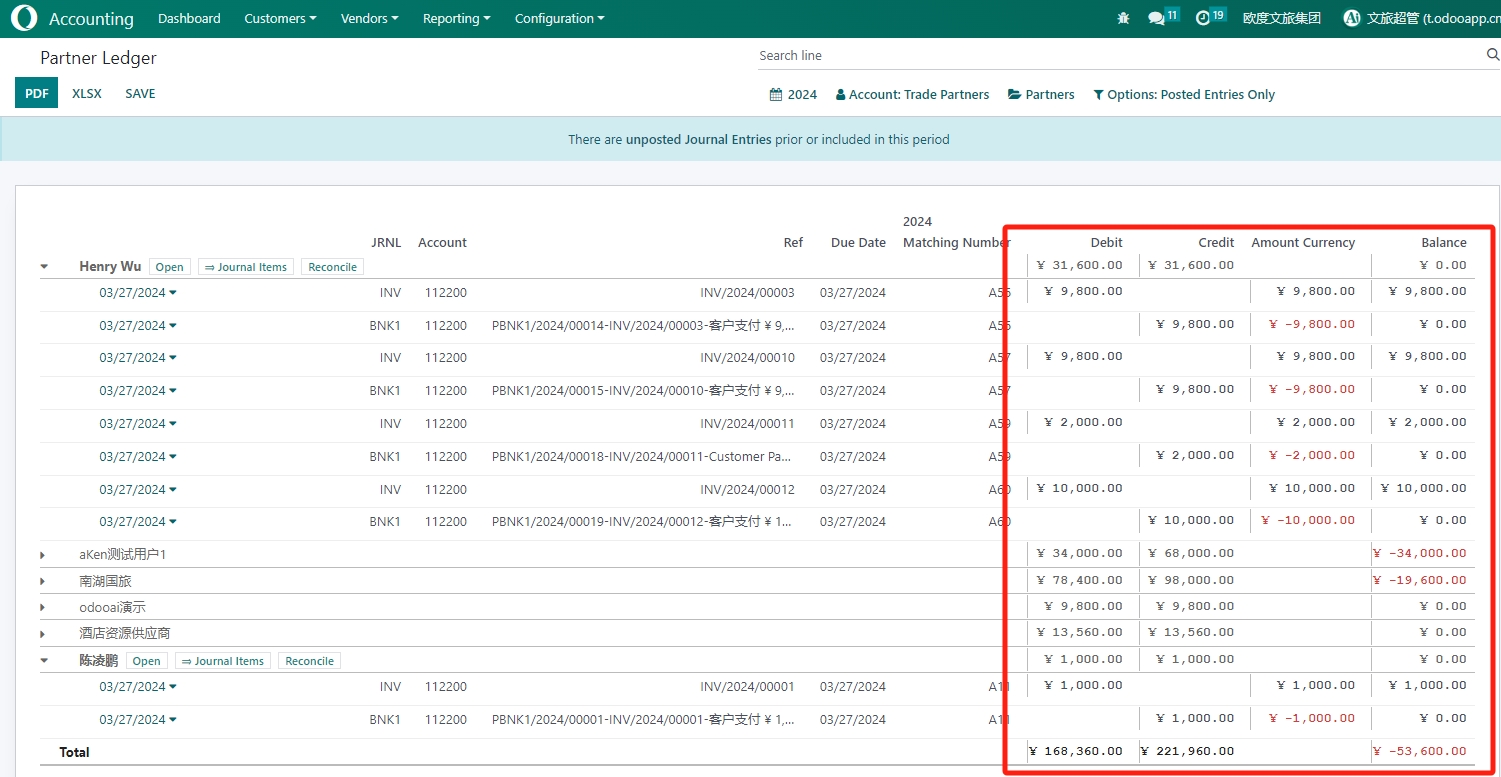 Accounting Dashboard Customers Vendors Reporting Configuration 11 19 欧度文旅集团 Ai 文旅超管 (t.odooapp.cn
Partner Ledger Search line
PDF XLSX SAVE 2024 Account: Trade Partners Partners Options: Posted Entries Only
There are unposted Journal Entries prior or included in this period
2024
JRNL Account Ref Due Date Matching Number Debit Credit Amount Currency Balance
Henry Wu Open ⇒ Journal Items Reconcile ¥ 31,600.00 ¥ 31,600.00 ¥ 0.00
03/27/2024 INV 112200 INV/2024/00003 03/27/2024 A56 ¥ 9,800.00 ¥ 9,800.00 ¥ 9,800.00
03/27/2024 BNK1 112200 PBNK1/2024/00014-INV/2024/00003-客户支付 ¥ 9,... 03/27/2024 A56 ¥ 9,800.00 ¥ -9,800.00 ¥ 0.00
03/27/2024 INV 112200 INV/2024/00010 03/27/2024 A57 ¥ 9,800.00 ¥ 9,800.00 ¥ 9,800.00
03/27/2024 BNK1 112200 PBNK1/2024/00015-INV/2024/00010-客户支付 ¥ 9,... 03/27/2024 A57 ¥ 9,800.00 ¥ -9,800.00 ¥ 0.00
03/27/2024 INV 112200 INV/2024/00011 03/27/2024 A59 ¥ 2,000.00 ¥ 2,000.00 ¥ 2,000.00
03/27/2024 BNK1 112200 PBNK1/2024/00018-INV/2024/00011-Customer Pa... 03/27/2024 A59 ¥ 2,000.00 ¥ -2,000.00 ¥ 0.00
03/27/2024 INV 112200 INV/2024/00012 03/27/2024 A60 ¥ 10,000.00 ¥ 10,000.00 ¥ 10,000.00
03/27/2024 BNK1 112200 PBNK1/2024/00019-INV/2024/00012-客户支付 ¥ 1... 03/27/2024 A60 ¥ 10,000.00 ¥ -10,000.00 ¥ 0.00
aKen测试用户1 ¥ 34,000.00 ¥ 68,000.00 ¥ -34,000.00
南湖国旅 ¥ 78,400.00 ¥ 98,000.00 ¥ -19,600.00
odooai演示 ¥ 9,800.00 ¥ 9,800.00 ¥ 0.00
酒店资源供应商 ¥ 13,560.00 ¥ 13,560.00 ¥ 0.00
陈凌鹏 Open ⇒ Journal Items Reconcile ¥ 1,000.00 ¥ 1,000.00 ¥ 0.00
03/27/2024 INV 112200 INV/2024/00001 03/27/2024 A11 ¥ 1,000.00 ¥ 1,000.00 ¥ 1,000.00
03/27/2024 BNK1 112200 PBNK1/2024/00001-INV/2024/00001-客户支付 ¥ 1,... 03/27/2024 A11 ¥ 1,000.00 ¥ -1,000.00 ¥ 0.00
Total ¥ 168,360.00 ¥ 221,960.00 ¥ -53,600.00